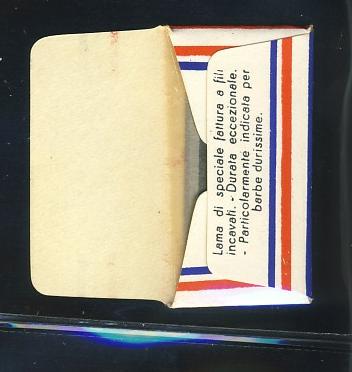 Lama di speciale fattura a fili
incavati. - Durata eccezionale.
- Particolarmente indicata per
barbe durissime.